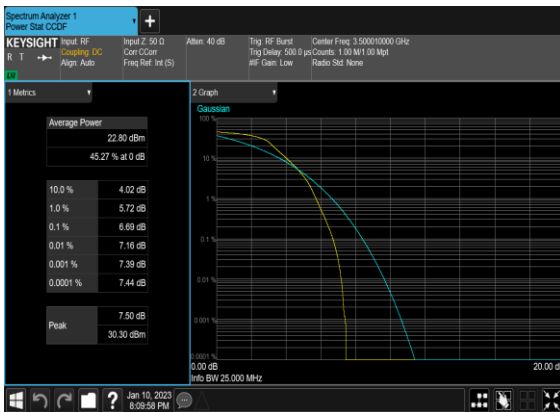 Spectrum Analyzer 1
Power Stat CCDF
KEYSIGHT
R T
LV
Input: RF
Coupling: DC
Align: Auto
Input Z: 50 Ω
Corr CCorr
Freq Ref: Int (S)
Atten: 40 dB
Trig: RF Burst
Trig Delay: 500.0 µs
#IF Gain: Low
Center Freq: 3.500010000 GHz
Counts: 1.00 M/1.00 Mpt
Radio Std: None
1 Metrics
Average Power
22.80 dBm
45.27 % at 0 dB
10.0 % 4.02 dB
1.0 % 5.72 dB
0.1 % 6.69 dB
0.01 % 7.16 dB
0.001 % 7.39 dB
0.0001 % 7.44 dB
Peak
7.50 dB
30.30 dBm
2 Graph
Gaussian
100 %
10 %
1 %
0.1 %
0.01 %
0.001 %
0.0001 %
0.00 dB
20.00 d
Info BW 25.000 MHz
?
Jan 10, 2023
8:09:58 PM